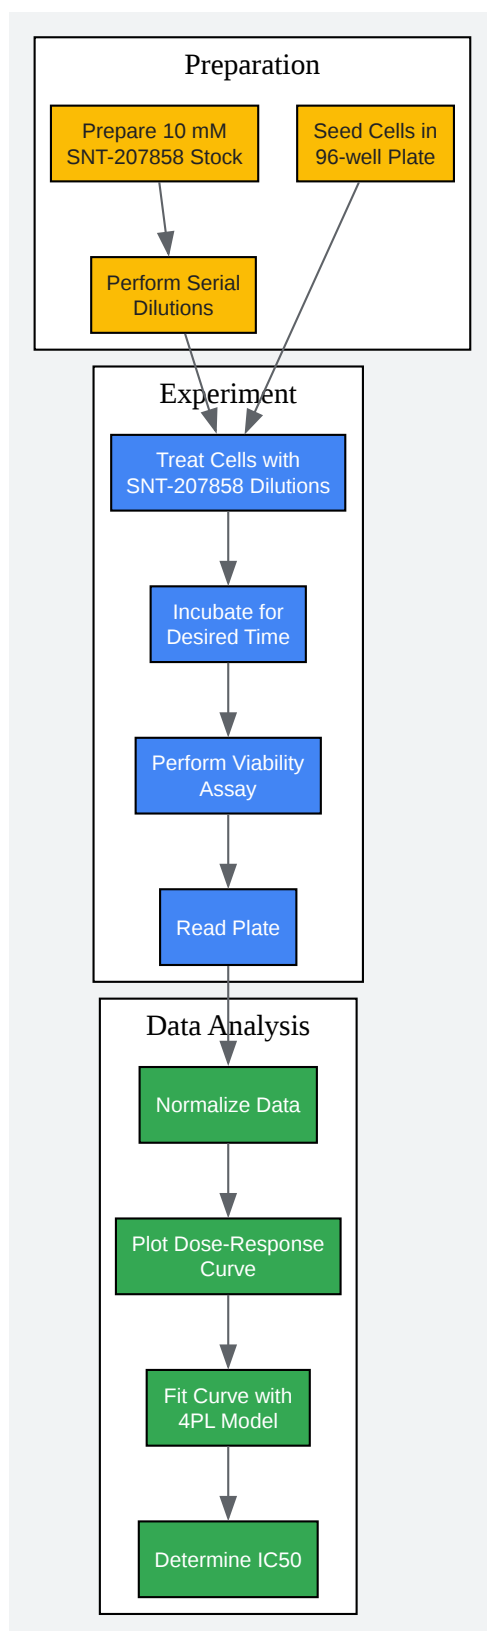 Preparation
Prepare 10 mM
SNT-207858 Stock
Seed Cells in
96-well Plate
Perform Serial
Dilutions
Experiment
Treat Cells with
SNT-207858 Dilutions
Incubate for
Desired Time
Perform Viability
Assay
Read Plate
Data Analysis
Normalize Data
Plot Dose-Response
Curve
Fit Curve with
4PL Model
Determine IC50